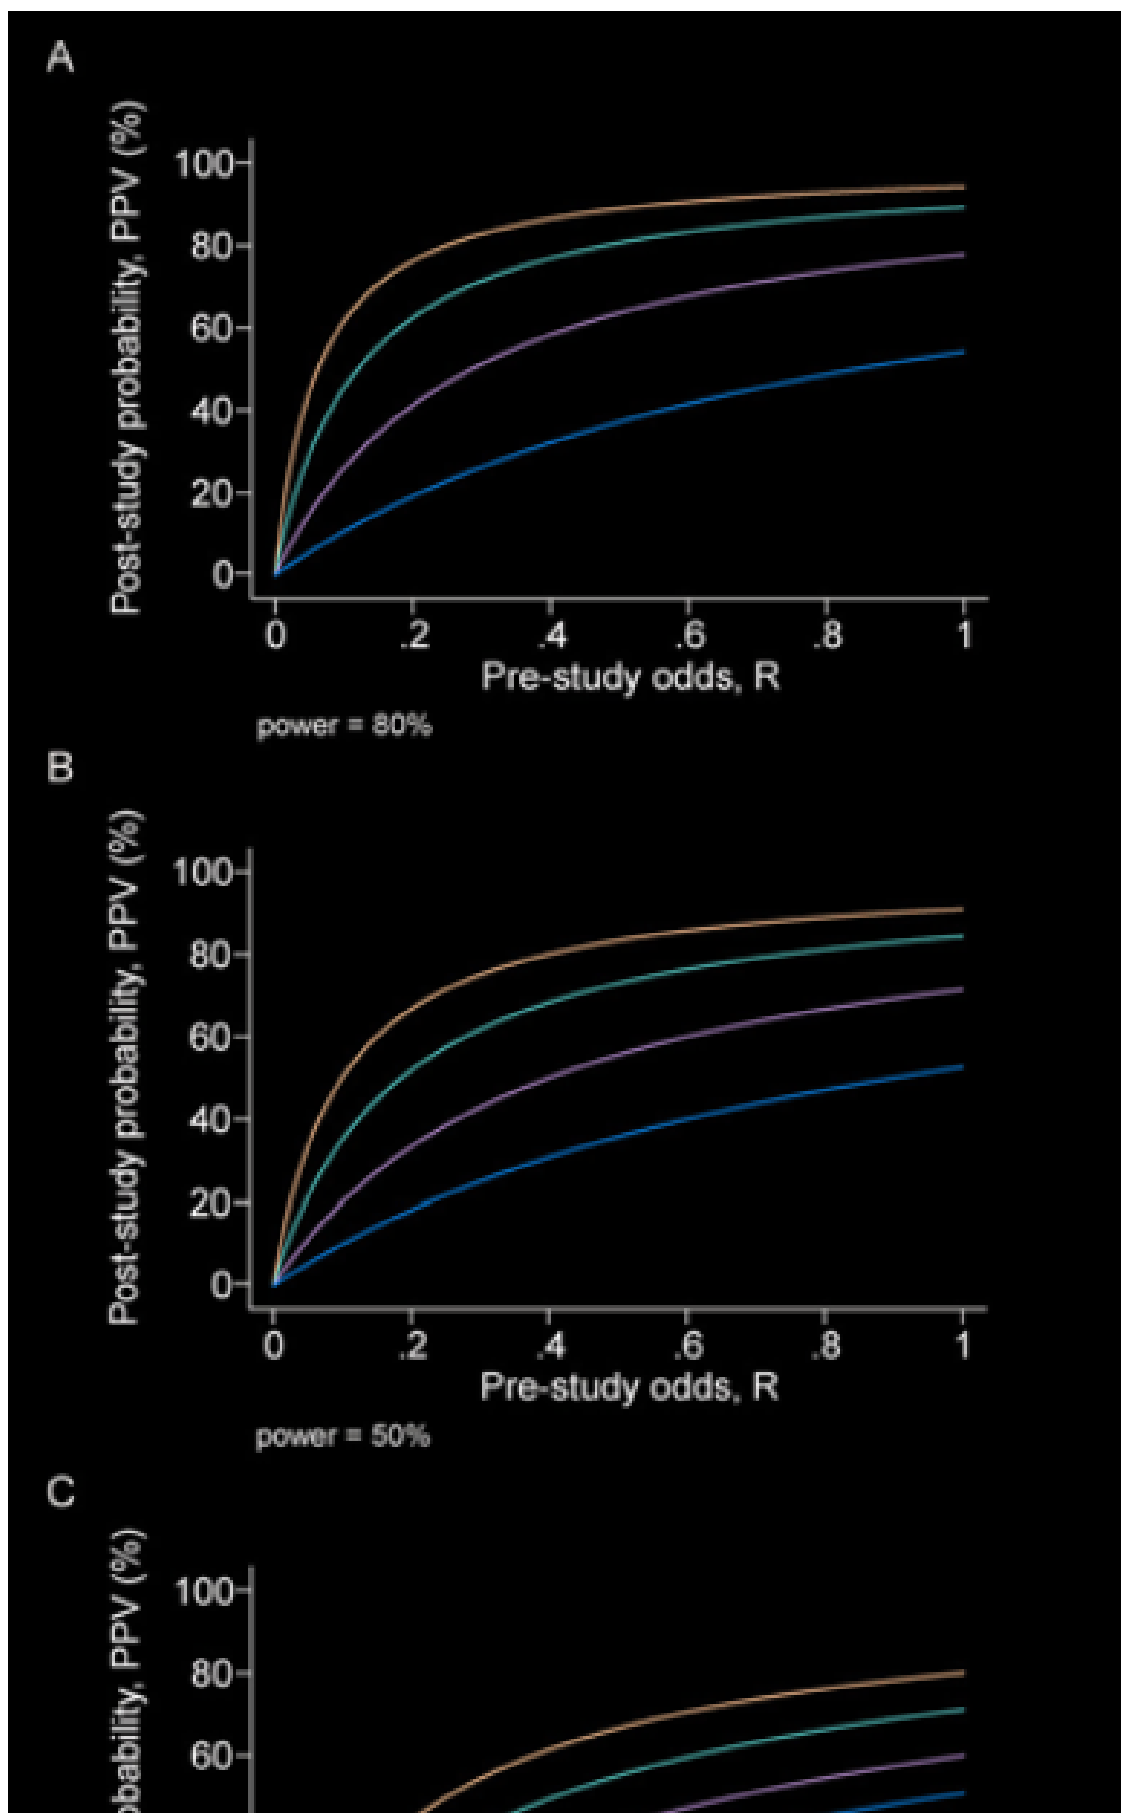 A
Post-study probability, PPV (%)
100
80
60
40
20
0
0 .2 .4 .6 .8 1
Pre-study odds, R
power = 80%
B
Post-study probability, PPV (%)
100
80
60
40
20
0
0 .2 .4 .6 .8 1
Pre-study odds, R
power = 50%
C
obability, PPV (%)
100
80
60